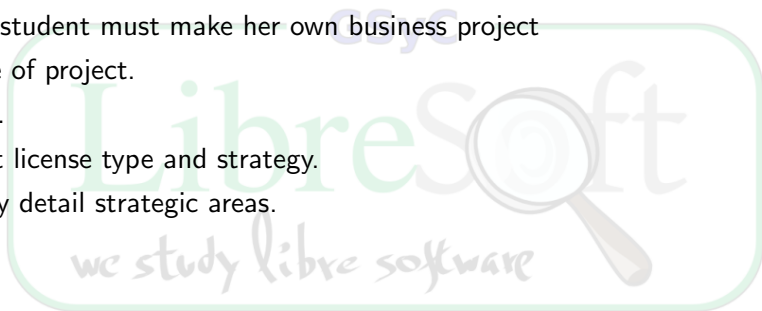 student must make her own business project
GSyC
of project.
LibreSoft
license type and strategy.
detail strategic areas.
we study libre software